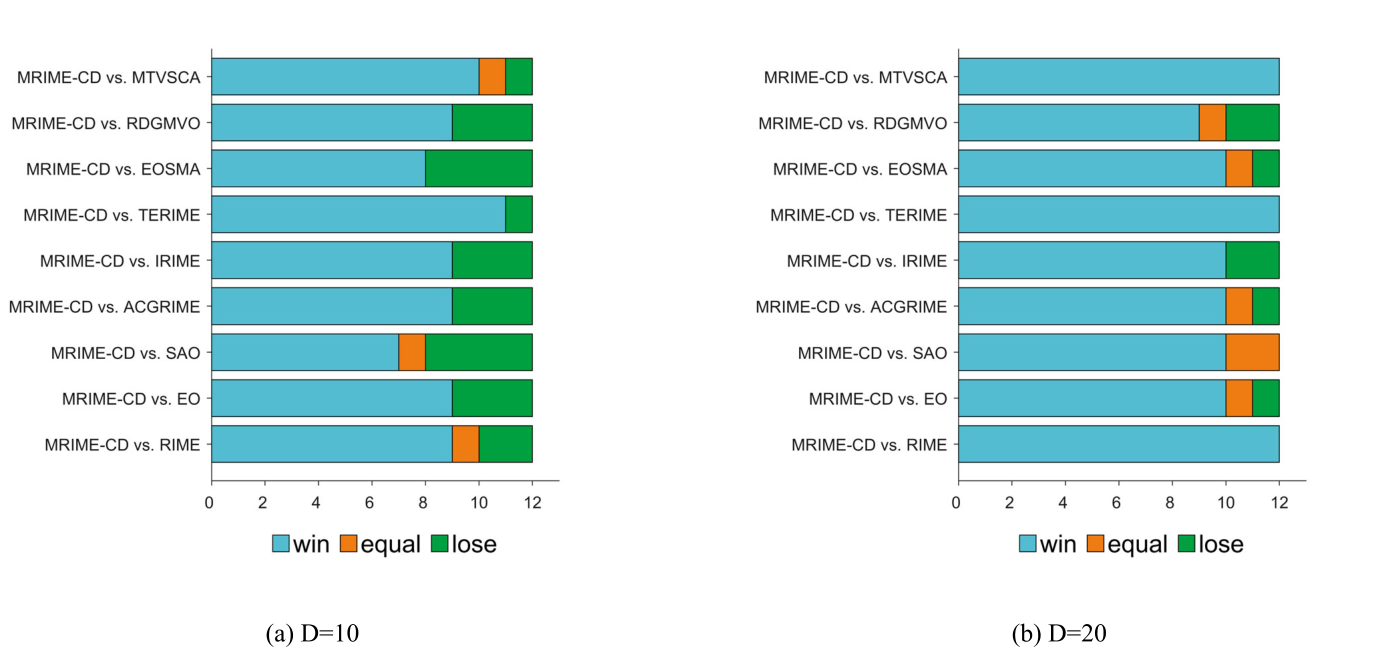 MRIME-CD vs. MTVSCA
MRIME-CD vs. RDGMVO
MRIME-CD vs. EOSMA
MRIME-CD vs. TERIME
MRIME-CD vs. IRIME
MRIME-CD vs. ACGRIME
MRIME-CD vs. SAO
MRIME-CD vs. EO
MRIME-CD vs. RIME
0 2 4 6 8 10 12
win equal lose
(a) D=10
MRIME-CD vs. MTVSCA
MRIME-CD vs. RDGMVO
MRIME-CD vs. EOSMA
MRIME-CD vs. TERIME
MRIME-CD vs. IRIME
MRIME-CD vs. ACGRIME
MRIME-CD vs. SAO
MRIME-CD vs. EO
MRIME-CD vs. RIME
0 2 4 6 8 10 12
win equal lose
(b) D=20